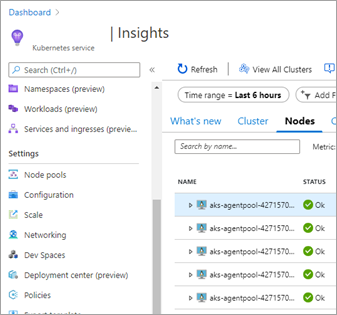 Dashboard >
| Insights
Kubernetes service
Search (Ctrl+/)
«
Refresh
View All Clusters
Namespaces (preview)
Workloads (preview)
Services and ingresses (previe...
Settings
Node pools
Configuration
Scale
Networking
Dev Spaces
Deployment center (preview)
Policies
Time range = Last 6 hours
Add F
What's new
Cluster
Nodes
Search by name...
Metric:
NAME
STATUS
aks-agentpool-4271570... Ok
aks-agentpool-4271570... Ok
aks-agentpool-4271570... Ok
aks-agentpool-4271570... Ok
aks-agentpool-4271570... Ok